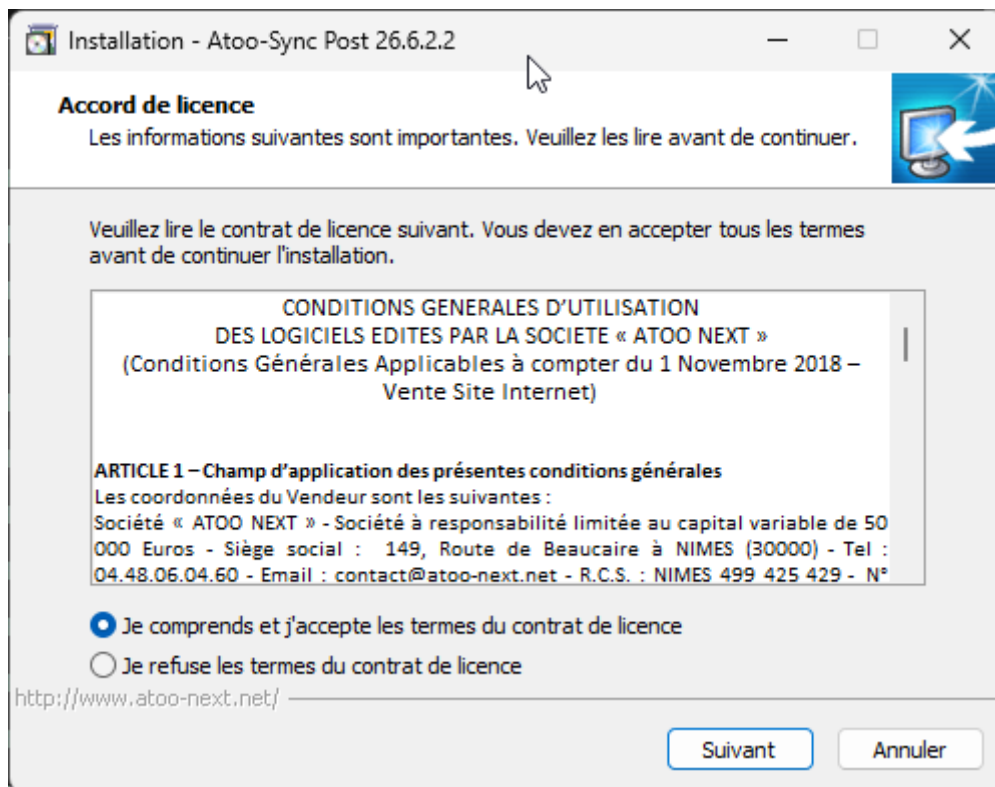 Installation - Atoo-Sync Post 26.6.2.2
Accord de licence
Les informations suivantes sont importantes. Veuillez les lire avant de continuer.
Veuillez lire le contrat de licence suivant. Vous devez en accepter tous les termes
avant de continuer l'installation.
CONDITIONS GENERALES D’UTILISATION
DES LOGICIELS EDITES PAR LA SOCIETE « ATOO NEXT »
(Conditions Générales Applicables à compter du 1 Novembre 2018 –
Vente Site Internet)
ARTICLE 1 – Champ d’application des présentes conditions générales
Les coordonnées du Vendeur sont les suivantes :
Société « ATOO NEXT » - Société à responsabilité limitée au capital variable de 50
000 Euros - Siège social : 149, Route de Beaucaire à NIMES (30000) - Tel :
04.48.06.04.60 - Email : contact@atoo-next.net - R.C.S. : NIMES 499 425 429 - N°
Je comprends et j'accepte les termes du contrat de licence
Je refuse les termes du contrat de licence
http://www.atoo-next.net/
Suivant Annuler